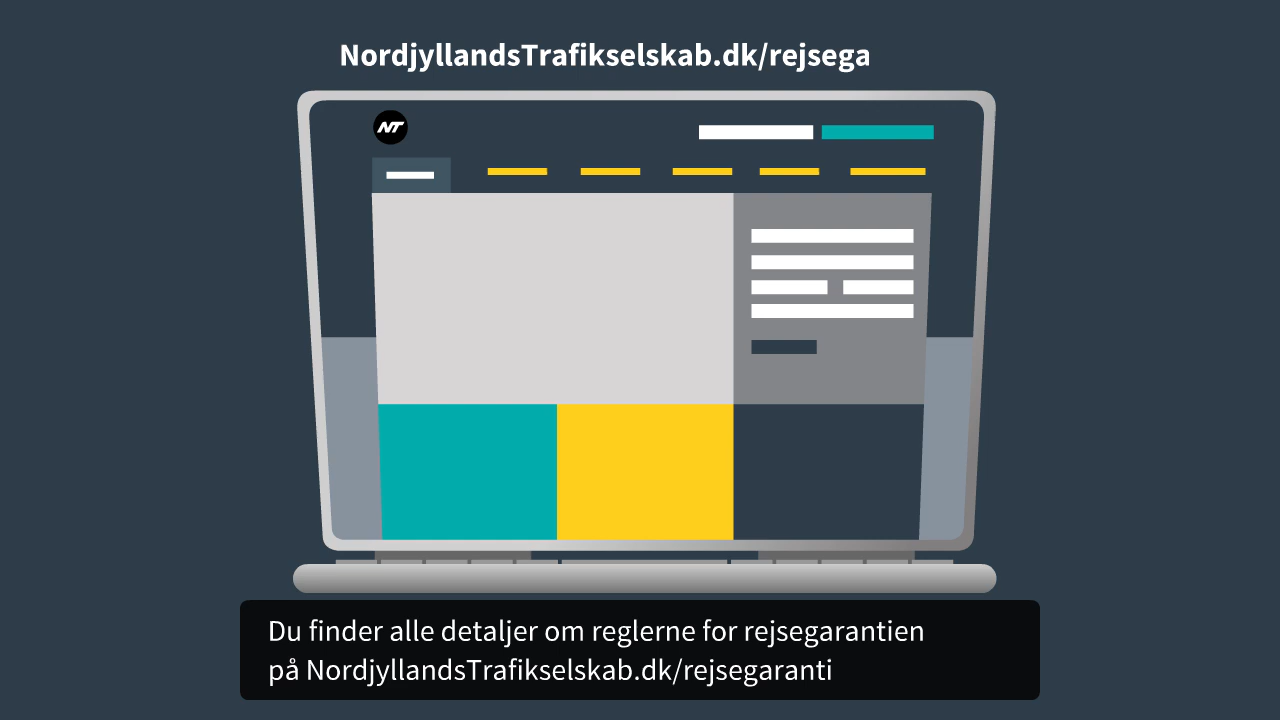 NordjyllandsTrafikselskab.dk/rejsega
NT
Du finder alle detaljer om reglerne for rejsegarantien
på NordjyllandsTrafikselskab.dk/rejsegaranti